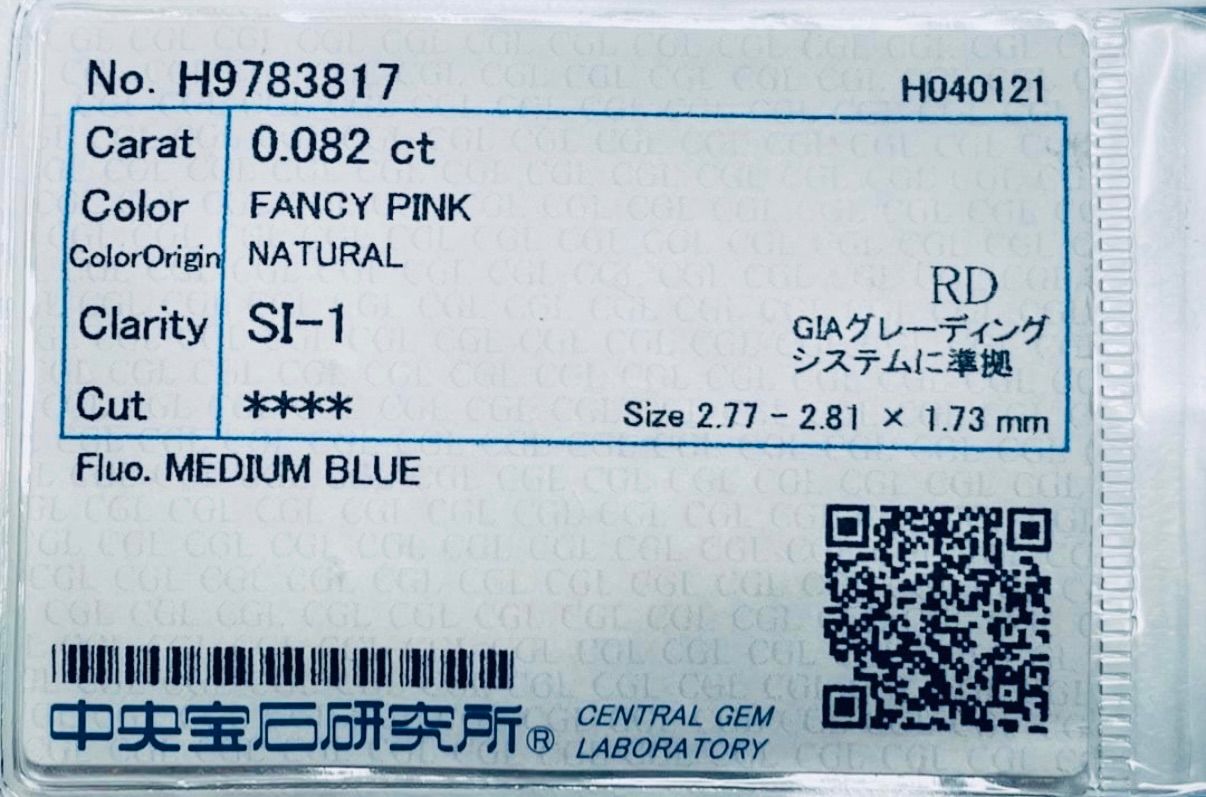 No. H9783817
H040121
Carat 0.082 ct
Color FANCY PINK
ColorOrigin NATURAL
RD
Clarity SI-1
GIAグレーディング
システムに準拠
Cut ****
Size 2.77 - 2.81 × 1.73 mm
Fluo. MEDIUM BLUE
中央宝石研究所® CENTRAL GEM
LABORATORY